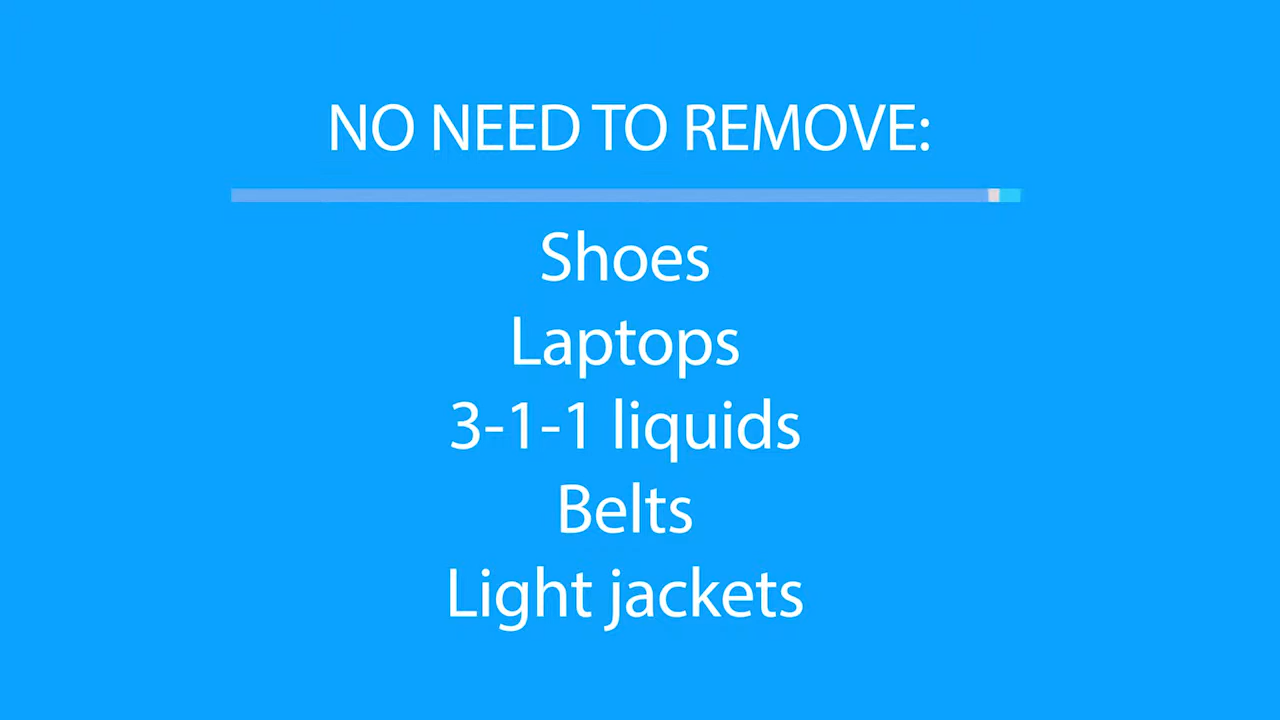 NO NEED TO REMOVE:
Shoes
Laptops
3-1-1 liquids
Belts
Light jackets